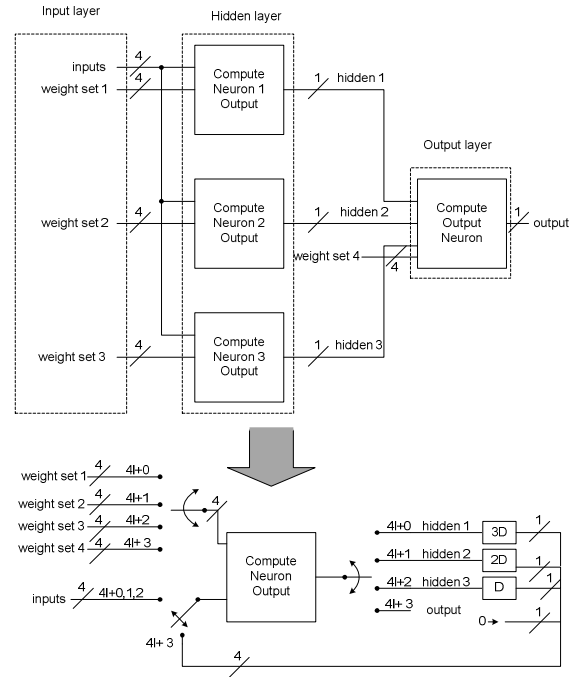 Input layer
Hidden layer
inputs
4
weight set 1
4
Compute
Neuron 1
Output
1
hidden 1
Output layer
weight set 2
4
Compute
Neuron 2
Output
1
hidden 2
weight set 4
4
Compute
Output
Neuron
1
output
weight set 3
4
Compute
Neuron 3
Output
1
hidden 3
weight set 1
4
4l+0
weight set 2
4
4l+1
weight set 3
4
4l+2
weight set 4
4
4l+ 3
4
inputs
4
4l+0,1,2
4l+ 3
Compute
Neuron
Output
4l+0
hidden 1
3D
1
4l+1
hidden 2
2D
1
4l+2
hidden 3
D
1
4l+ 3
output
0
1
4